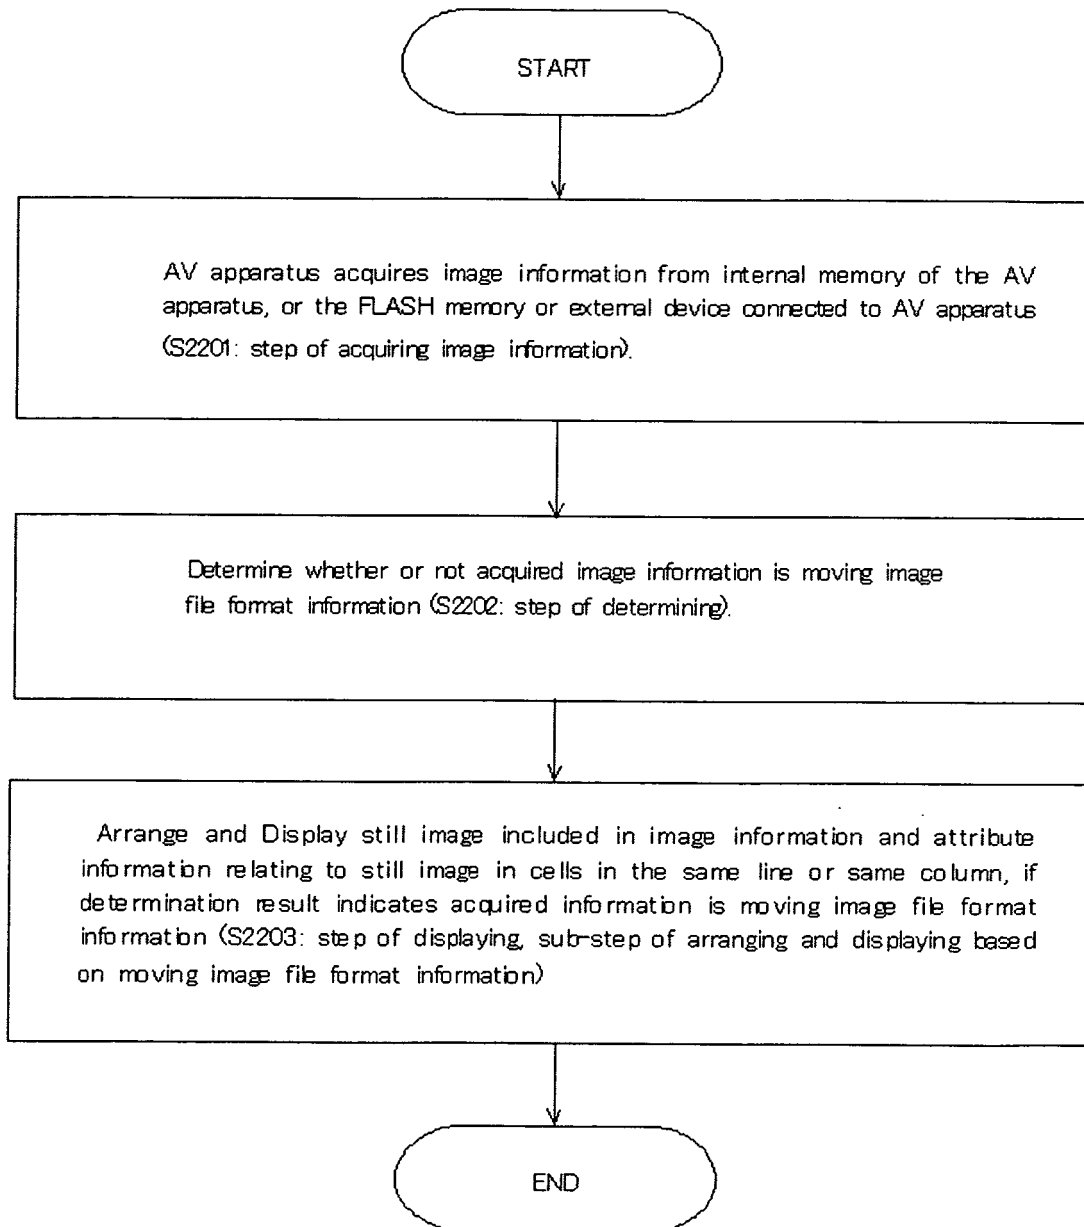 START
AV apparatus acquires image information from internal memory of the AV
apparatus, or the FLASH memory or external device connected to AV apparatus
(S2201: step of acquiring image information).
Determine whether or not acquired image information is moving image
file format information (S2202: step of determining).
Arrange and Display still image included in image information and attribute
information relating to still image in cells in the same line or same column, if
determination result indicates acquired information is moving image file format
information (S2203: step of displaying, sub-step of arranging and displaying based
on moving image file format information)
END